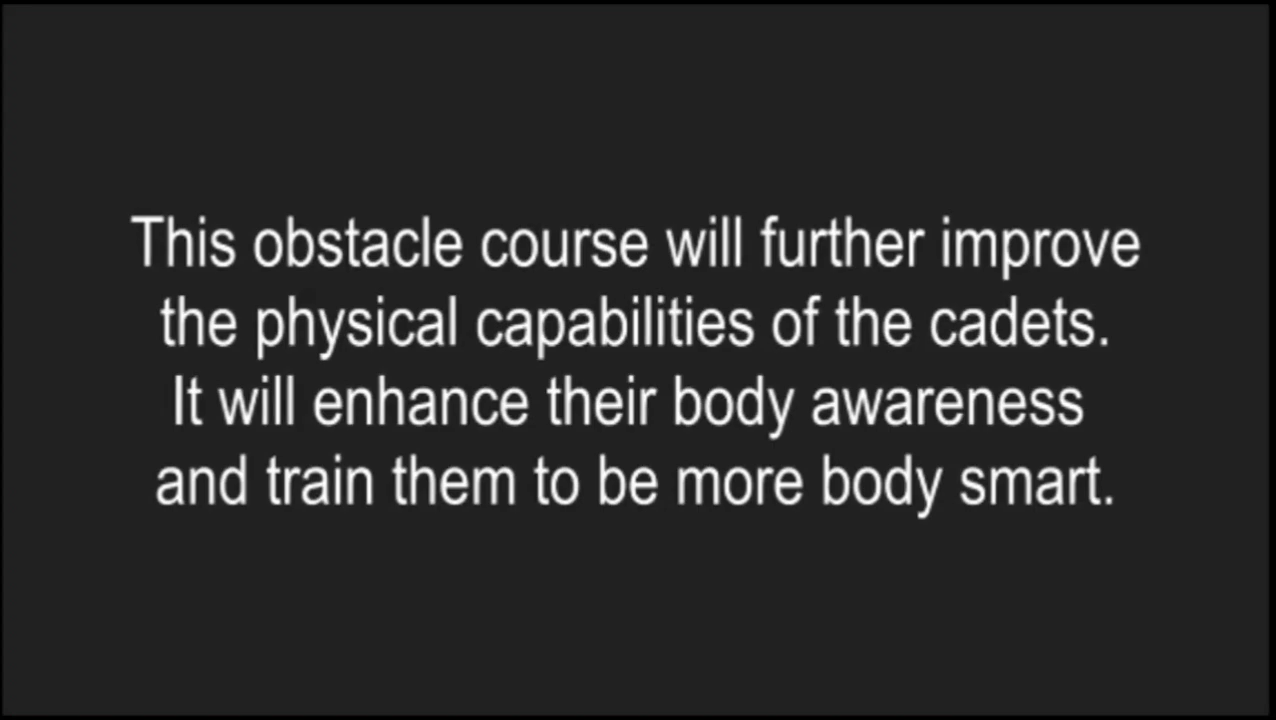 This obstacle course will further improve
the physical capabilities of the cadets.
It will enhance their body awareness
and train them to be more body smart.